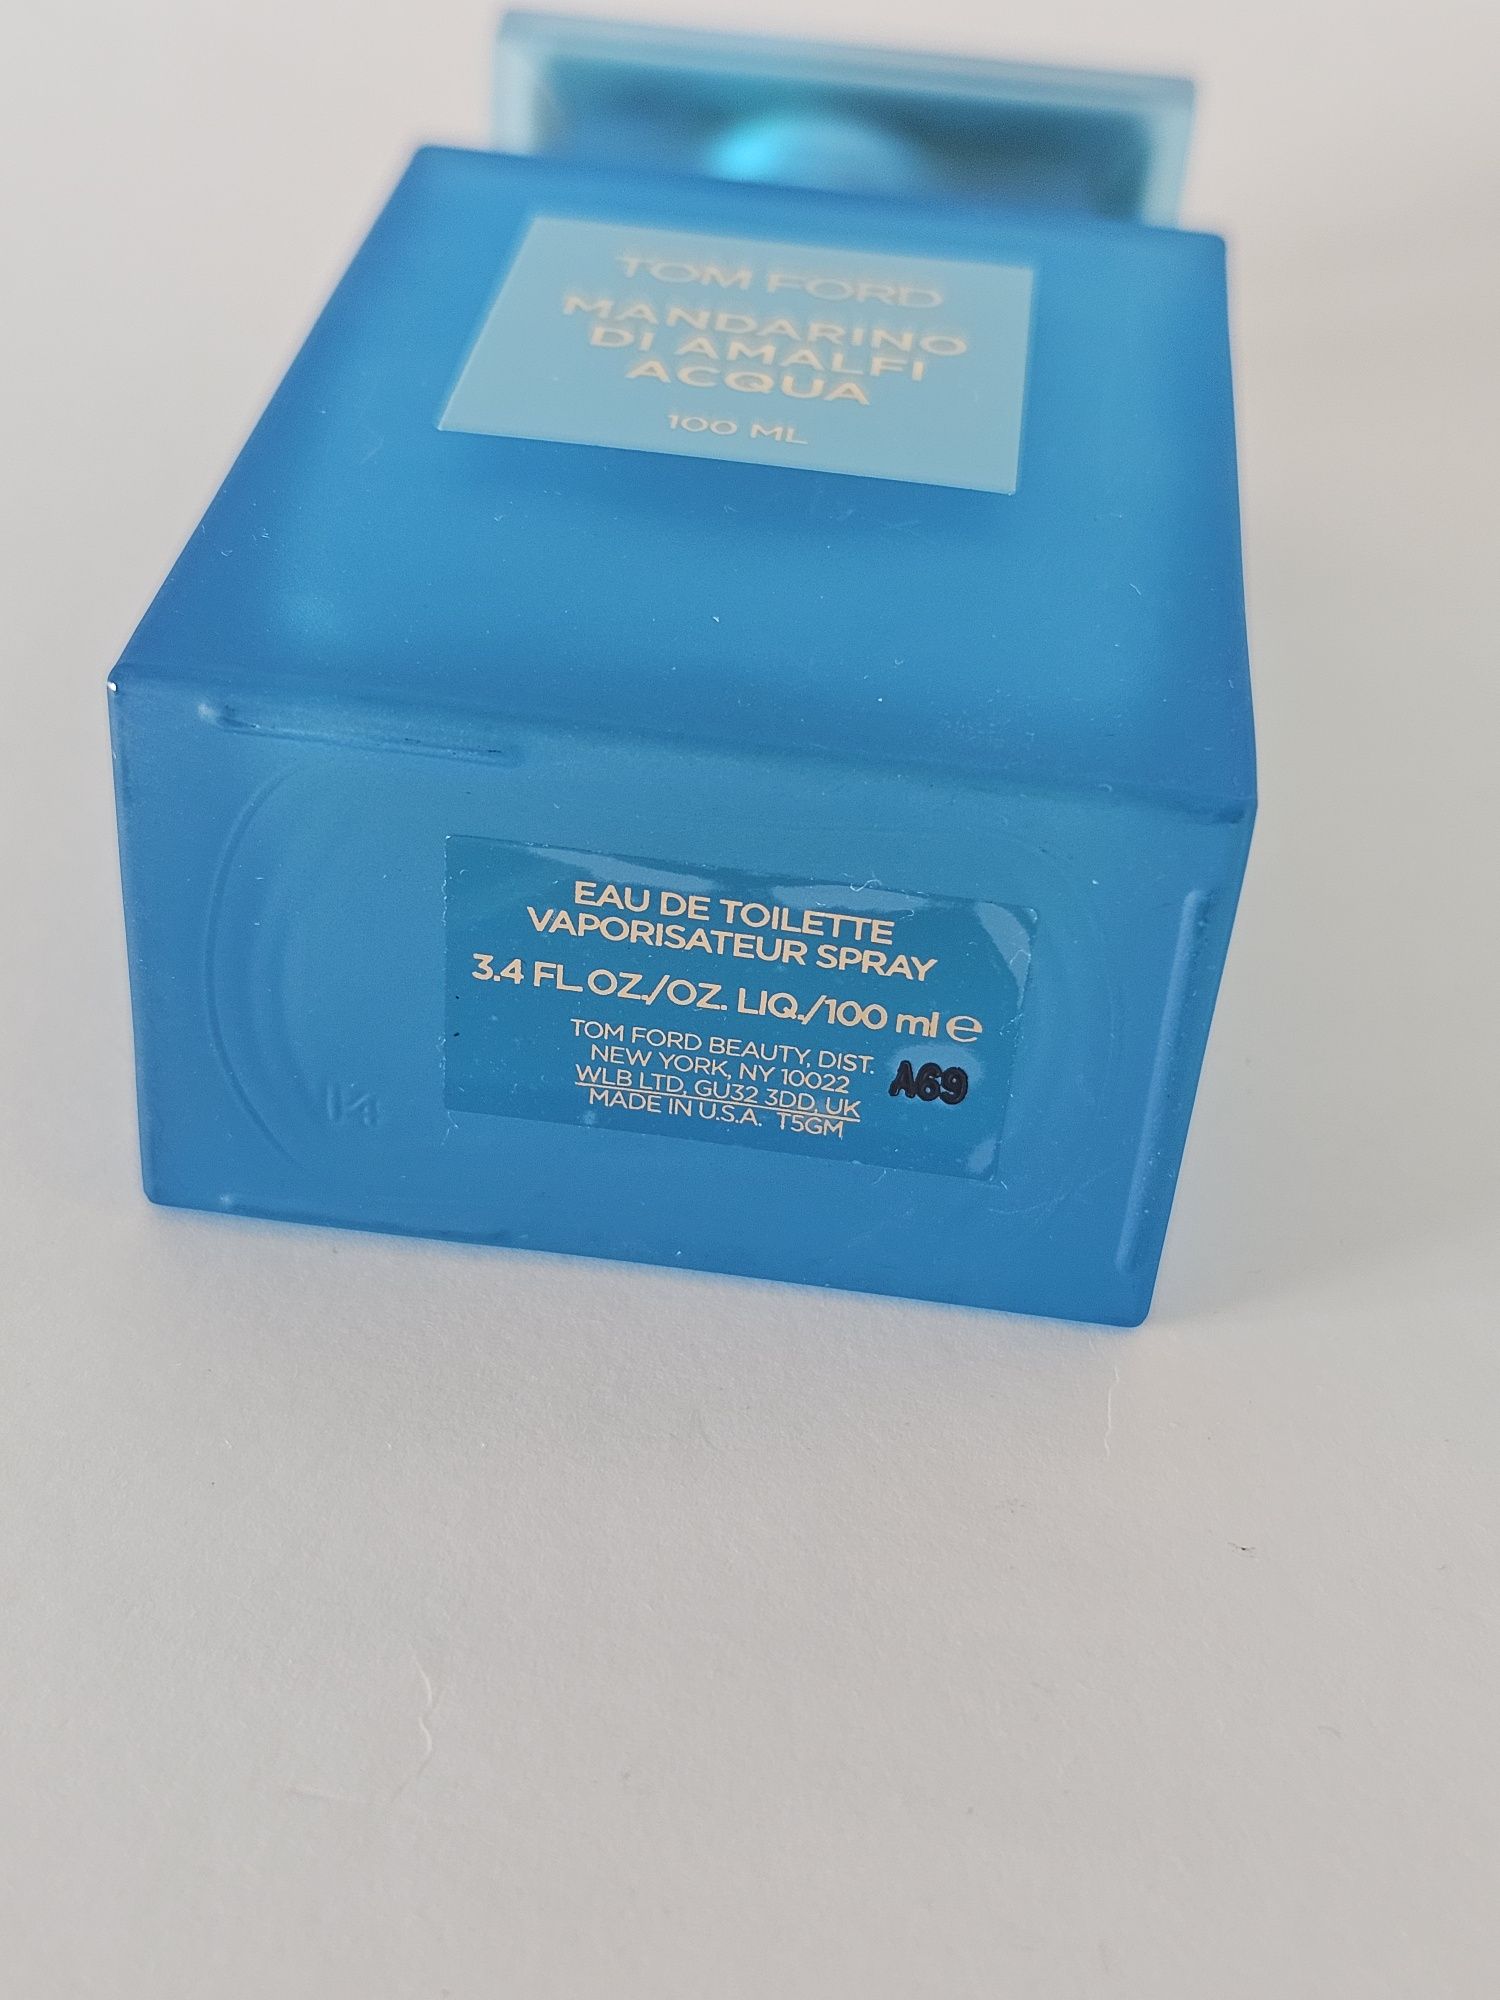 TOM FORD
MANDARINO
DI AMALFI
ACQUA
100 ML
EAU DE TOILETTE
VAPORISATEUR SPRAY
3.4 FL.OZ./OZ. LIQ./100 ml ℮
TOM FORD BEAUTY, DIST.
NEW YORK, NY 10022
WLB LTD, GU32 3DD, UK
MADE IN U.S.A. T5GM
A69